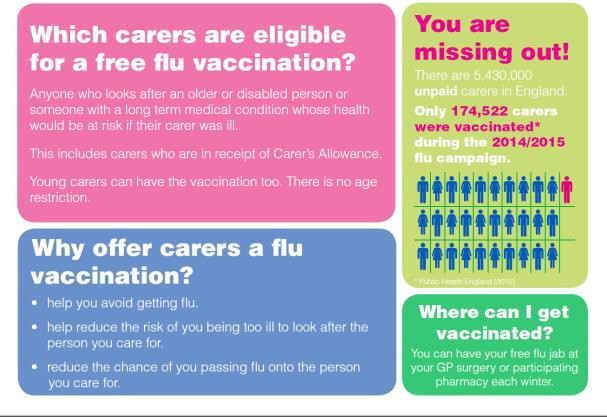 Which carers are eligible
for a free flu vaccination?
Anyone who looks after an older or disabled person or
someone with a long term medical condition whose health
would be at risk if their carer was ill.
This includes carers who are in receipt of Carer's Allowance.
Young carers can have the vaccination too. There is no age
restriction.
Why offer carers a flu
vaccination?
• help you avoid getting flu.
• help reduce the risk of you being too ill to look after the
person you care for.
• reduce the chance of you passing flu onto the person
you care for.
You are
missing out!
There are 5,430,000
unpaid carers in England.
Only 174,522 carers
were vaccinated*
during the 2014/2015
flu campaign.
* Public Health England (2015)
Where can I get
vaccinated?
You can have your free flu jab at
your GP surgery or participating
pharmacy each winter.